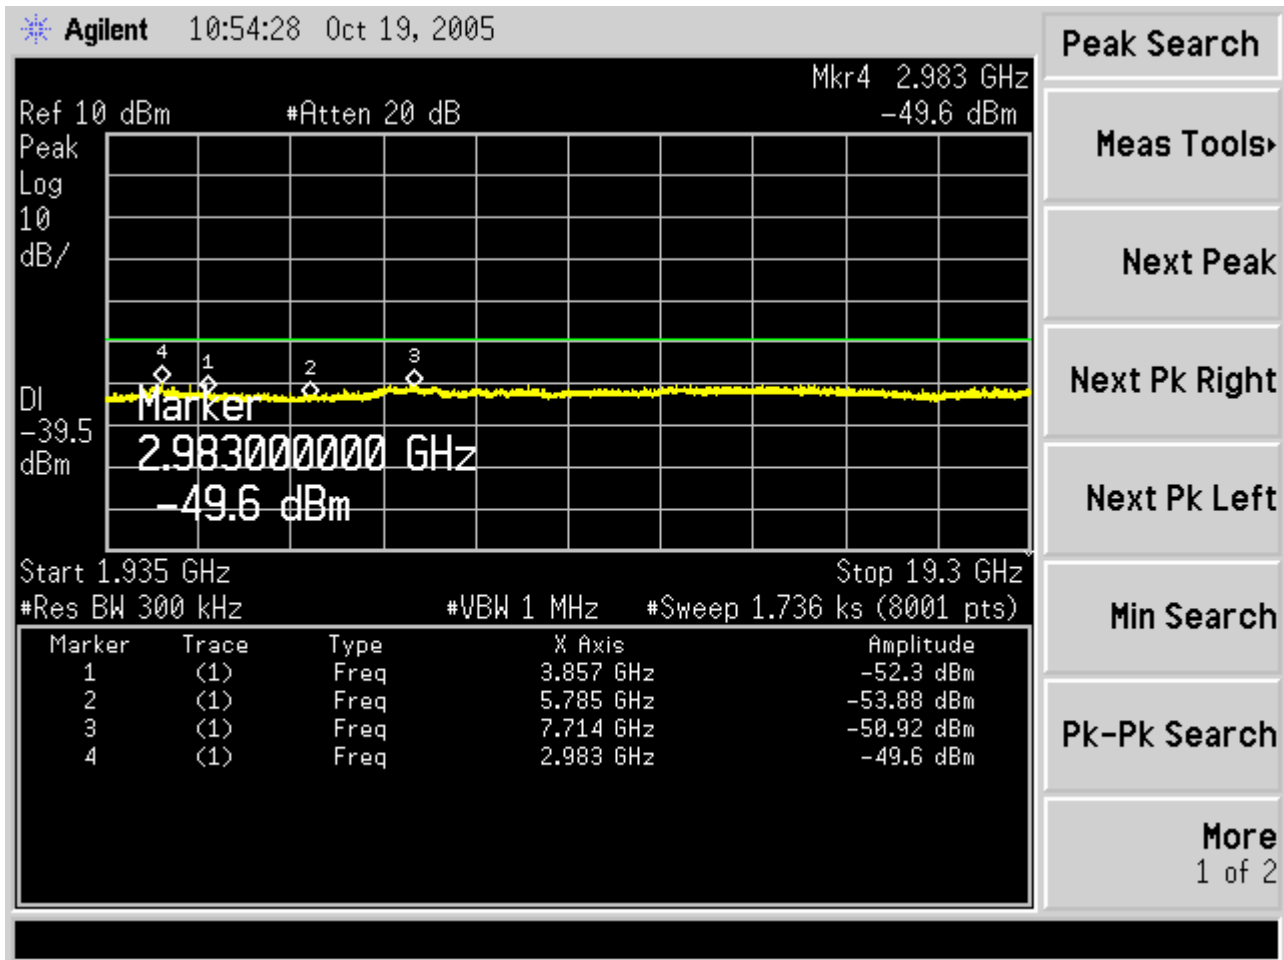 Agilent 10:54:28 Oct 19, 2005
Peak Search
Mkr4 2.983 GHz
Ref 10 dBm #Atten 20 dB -49.6 dBm
Peak
Log
10
dB/
4 1 2 3
DI
-39.5
dBm
Marker
2.983000000 GHz
-49.6 dBm
Start 1.935 GHz Stop 19.3 GHz
#Res BW 300 kHz #VBW 1 MHz #Sweep 1.736 ks (8001 pts)
Marker Trace Type X Axis Amplitude
1 (1) Freq 3.857 GHz -52.3 dBm
2 (1) Freq 5.785 GHz -53.88 dBm
3 (1) Freq 7.714 GHz -50.92 dBm
4 (1) Freq 2.983 GHz -49.6 dBm
Meas Tools
Next Peak
Next Pk Right
Next Pk Left
Min Search
Pk-Pk Search
More
1 of 2